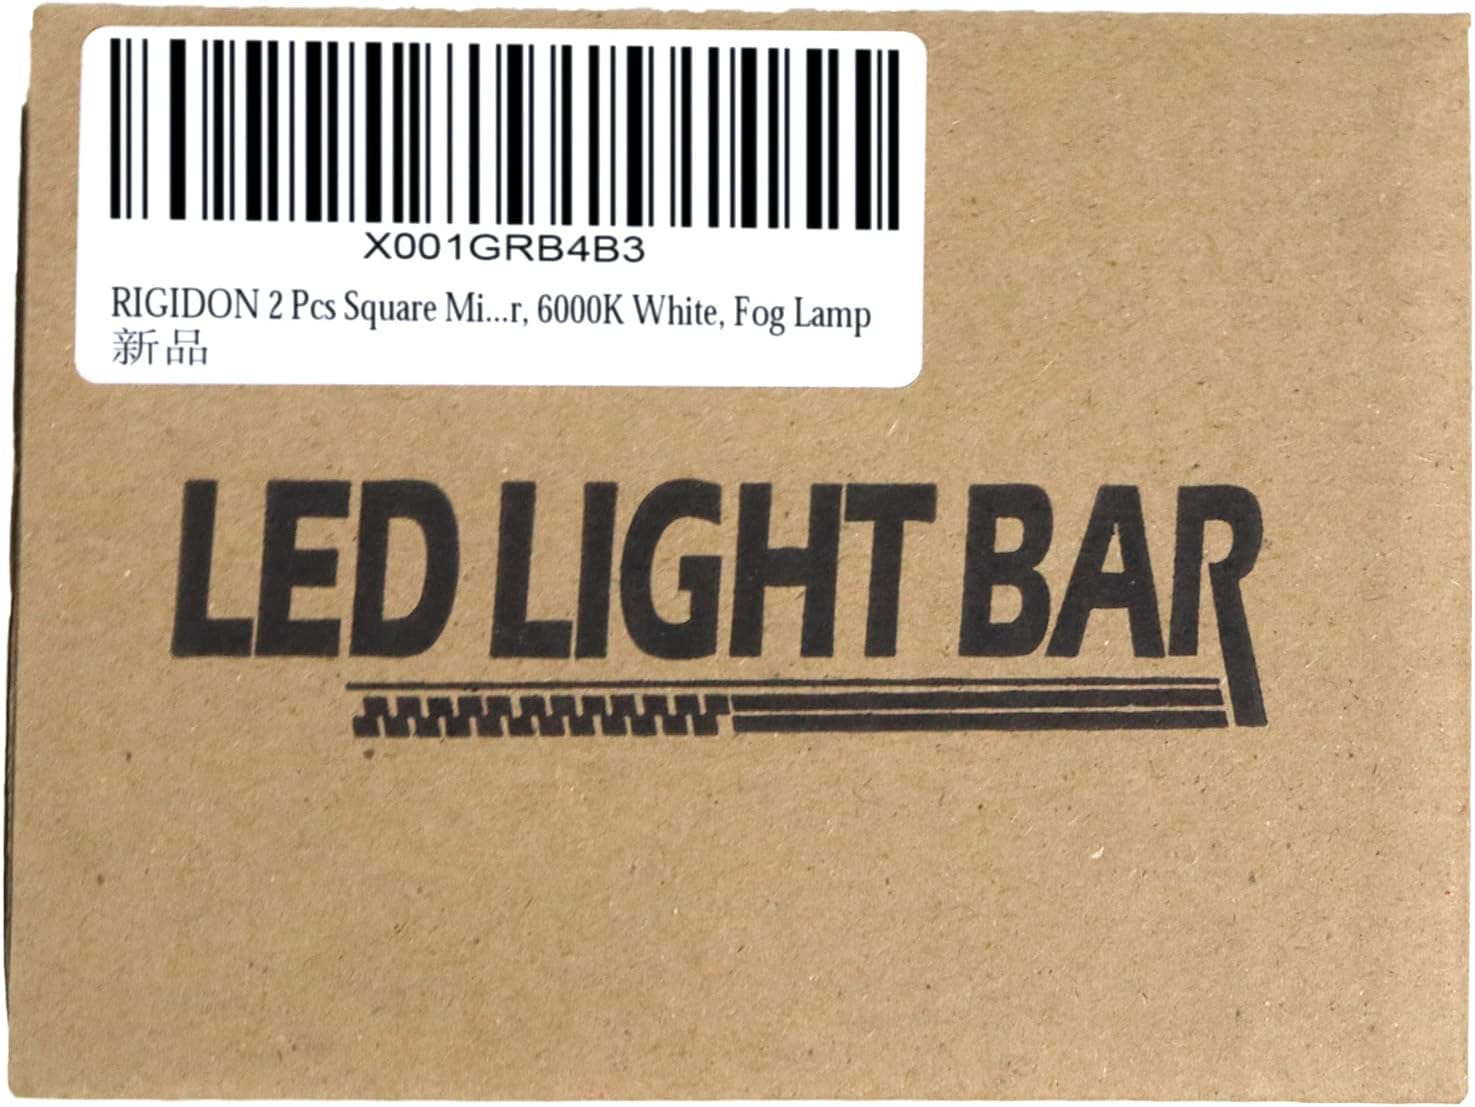 X001GRB4B3
RIGIDON 2 Pcs Square Mi...r, 6000K White, Fog Lamp
新品
LED LIGHT BAR